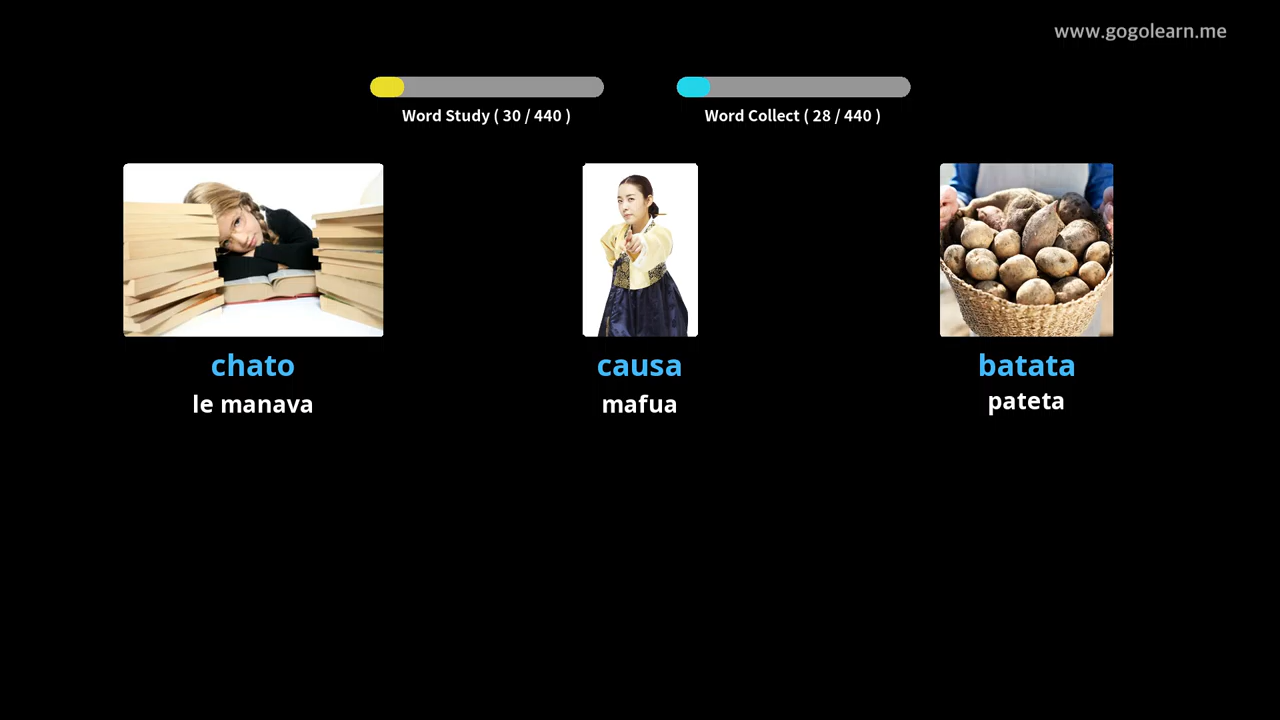 www.gogolearn.me
Word Study ( 30 / 440 )
Word Collect ( 28 / 440 )
chato
le manava
causa
mafua
batata
pateta